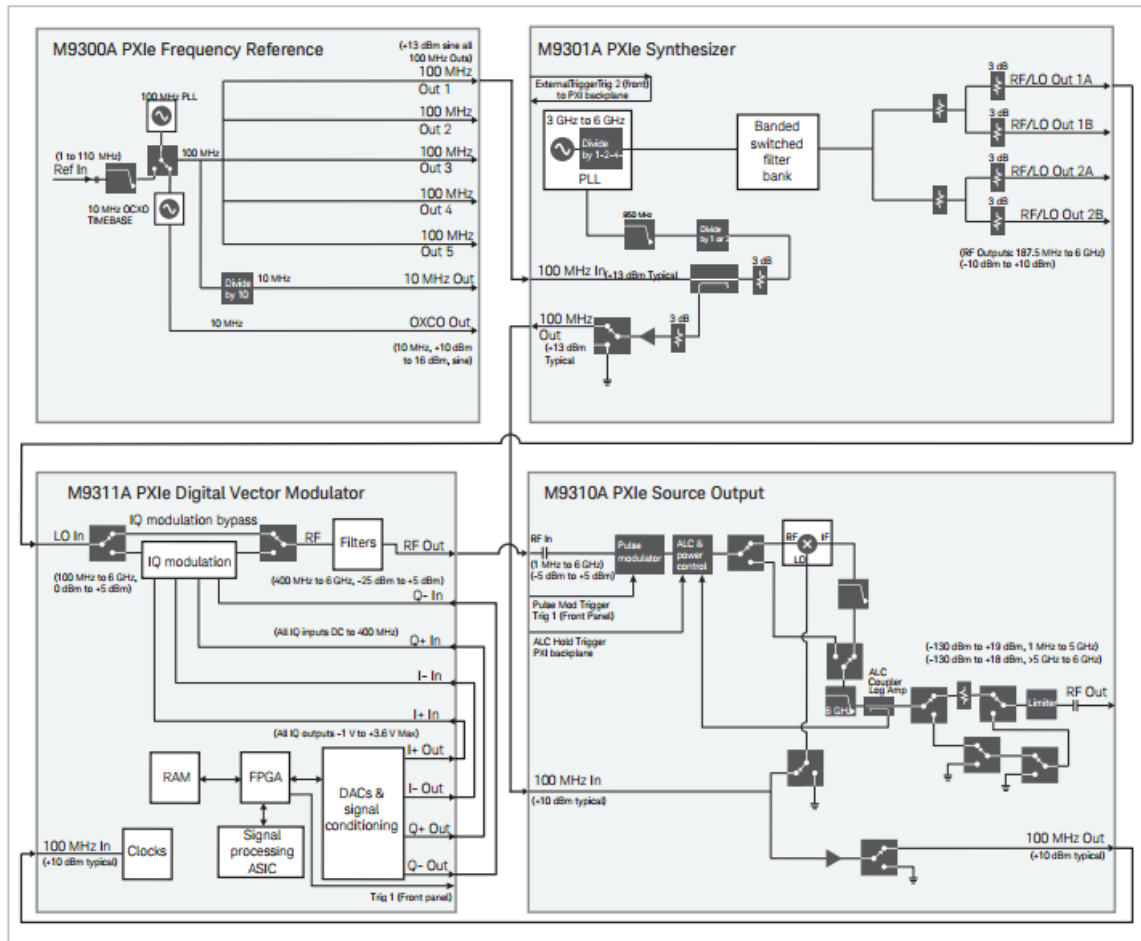 M9300A PXIe Frequency Reference
(+13 dBm sine all
100 MHz Outs)
100 MHz
Out 1
100 MHz
Out 2
100 MHz
Out 3
100 MHz
Out 4
100 MHz
Out 5
100 MHz PLL
(1 to 110 MHz)
Ref In
100 MHz
10 MHz OCXO
TIMEBASE
Divide
by 10
10 MHz
10 MHz Out
10 MHz
OXCO Out
(10 MHz, +10 dBm
to 16 dBm, sine)
M9301A PXIe Synthesizer
ExternalTriggerTrig 2 (front)
to PXI backplane
3 GHz to 6 GHz
Divide
by 1-2-4-
PLL
Banded
switched
filter
bank
3 dB
RF/LO Out 1A
3 dB
RF/LO Out 1B
3 dB
RF/LO Out 2A
3 dB
RF/LO Out 2B
(RF Outputs: 187.5 MHz to 6 GHz)
(-10 dBm to +10 dBm)
850 MHz
Divide
by 1 or 2
100 MHz In
(+13 dBm Typical)
3 dB
100 MHz
Out
(+13 dBm
Typical)
3 dB
M9311A PXIe Digital Vector Modulator
LO In
IQ modulation bypass
IQ modulation
RF
Filters
RF Out
(100 MHz to 6 GHz,
0 dBm to +5 dBm)
(400 MHz to 6 GHz, -25 dBm to +5 dBm)
Q- In
(All IQ inputs DC to 400 MHz)
Q+ In
I- In
I+ In
(All IQ outputs -1 V to +3.6 V Max)
I+ Out
RAM
FPGA
DACs &
signal
conditioning
I- Out
Q+ Out
Q- Out
Signal
processing
ASIC
100 MHz In
(+10 dBm typical)
Clocks
Trig 1 (Front panel)
M9310A PXIe Source Output
RF In
(1 MHz to 6 GHz)
(-5 dBm to +5 dBm)
Pulse
modulator
ALC &
power
control
RF
IF
LO
Pulse Mod Trigger
Trig 1 (Front Panel)
ALC Hold Trigger
PXI backplane
(-130 dBm to +19 dBm, 1 MHz to 5 GHz)
(-130 dBm to +18 dBm, >5 GHz to 6 GHz)
ALC
Coupler
Log Amp
6 GHz
Limiter
RF Out
100 MHz In
(+10 dBm typical)
100 MHz Out
(+10 dBm typical)